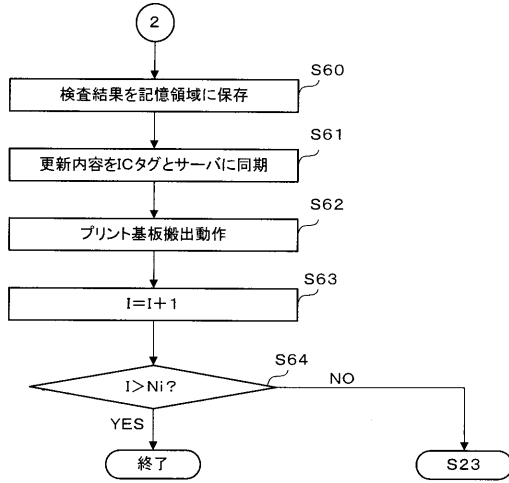 2
S60
検査結果を記憶領域に保存
S61
更新内容をICタグとサーバに同期
S62
プリント基板搬出動作
S63
I=I+1
S64
I>Ni?
NO
YES
終了
S23